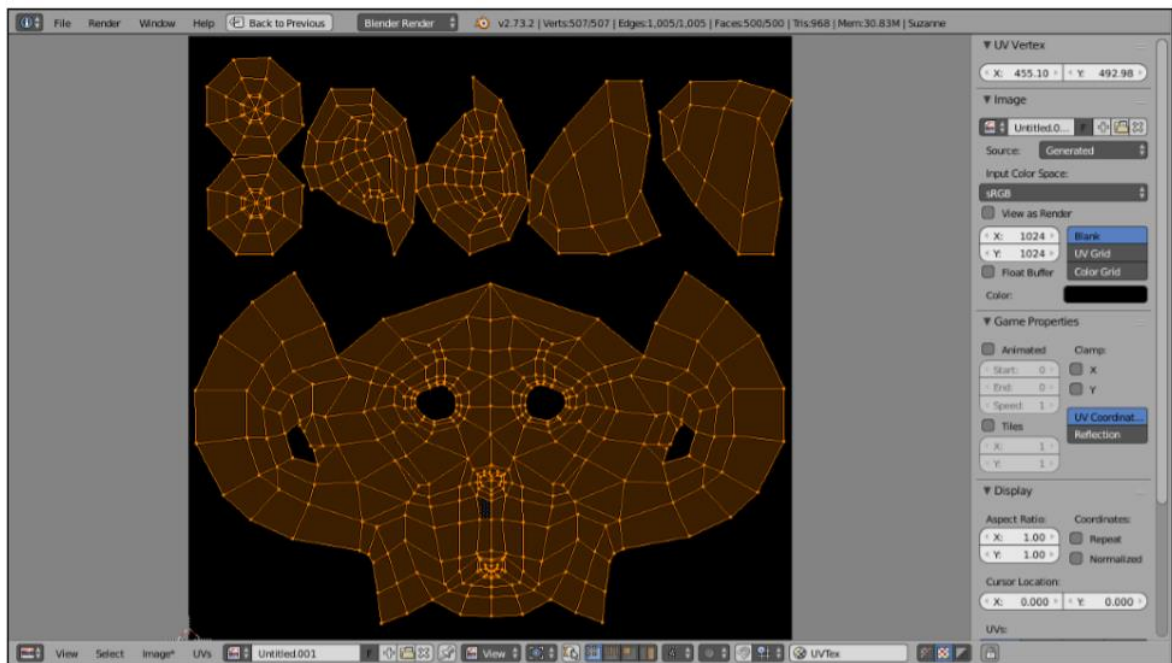 File Render Window Help Back to Previous Blender Render v2.73.2 | Verts:507/507 | Edges:1,005/1,005 | Faces:500/500 | Tris:968 | Mem:30.83M | Suzanne
UV Vertex
X: 455.10 Y: 492.98
Image
Untitled.0... F
Source: Generated
Input Color Space:
sRGB
View as Render
X: 1024 Blank
Y: 1024 UV Grid
Float Buffer Color Grid
Color:
Game Properties
Animated Clamp:
Start: 0 X
End: 0 Y
Speed: 1
UV Coordinat...
Tiles Reflection
X: 1
Y: 1
Display
Aspect Ratio: Coordinates:
X: 1.00 Repeat
Y: 1.00 Normalized
Cursor Location:
X: 0.000 Y: 0.000
UVs:
View Select Image* UVs Untitled.001 F View UVTex